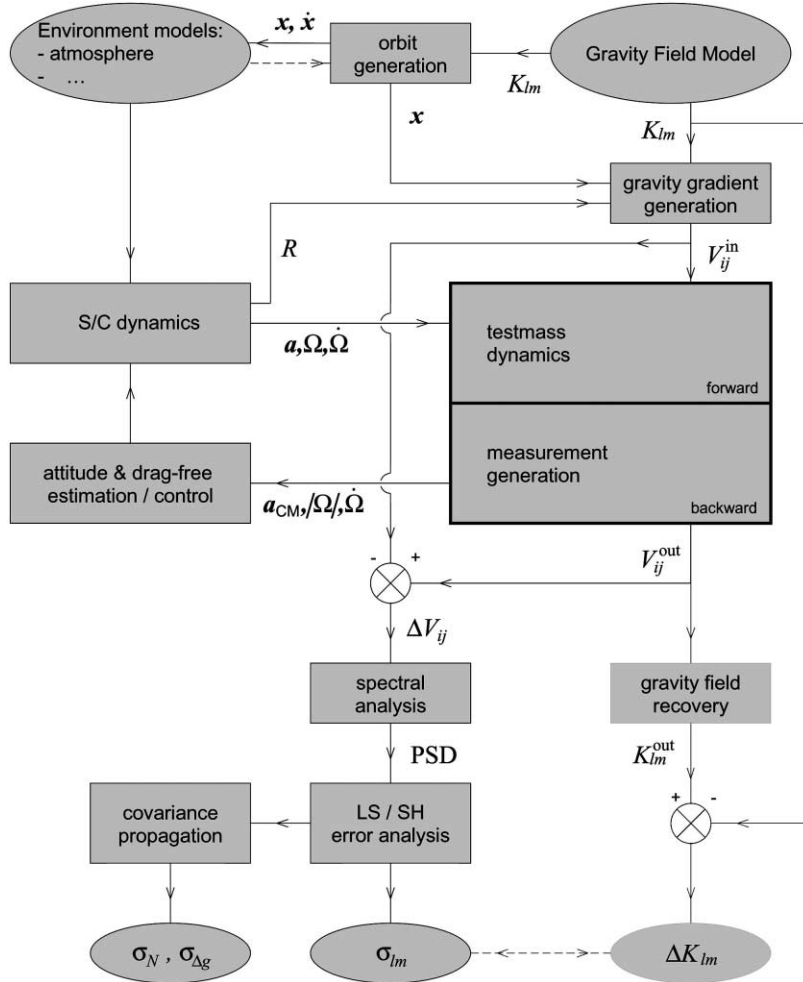 Environment models:
- atmosphere
- ...
x, ẋ
orbit
generation
K_lm
Gravity Field Model
x
K_lm
gravity gradient
generation
R
V_ij^in
S/C dynamics
a,Ω,Ω̇
testmass
dynamics
forward
attitude & drag-free
estimation / control
a_CM,/Ω/,Ω̇
measurement
generation
backward
- +
V_ij^out
ΔV_ij
spectral
analysis
gravity field
recovery
PSD
K_lm^out
covariance
propagation
LS / SH
error analysis
+ -
σ_N , σ_Δg
σ_lm
ΔK_lm